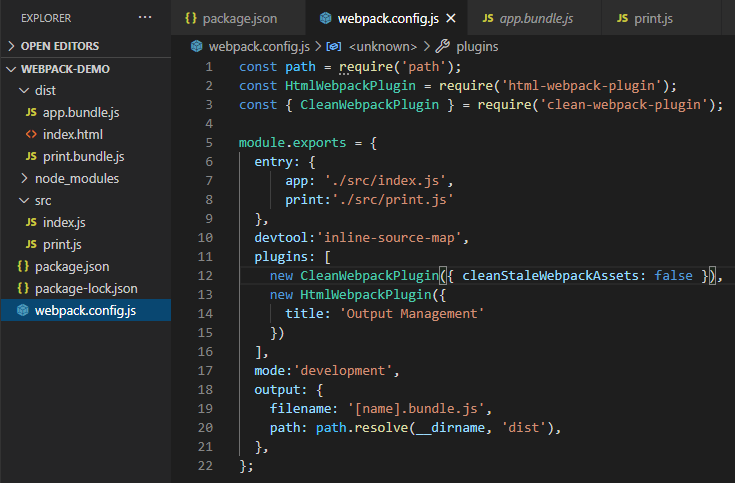 EXPLORER ···
package.json
webpack.config.js
app.bundle.js
print.js
OPEN EDITORS
WEBPACK-DEMO
dist
JS app.bundle.js
<> index.html
JS print.bundle.js
node_modules
src
JS index.js
JS print.js
{ } package.json
{ } package-lock.json
webpack.config.js
webpack.config.js > <unknown> > plugins
1 const path = require('path');
2 const HtmlWebpackPlugin = require('html-webpack-plugin');
3 const { CleanWebpackPlugin } = require('clean-webpack-plugin');
4
5 module.exports = {
6 entry: {
7 app: './src/index.js',
8 print:'./src/print.js'
9 },
10 devtool:'inline-source-map',
11 plugins: [
12 new CleanWebpackPlugin({ cleanStaleWebpackAssets: false }),
13 new HtmlWebpackPlugin({
14 title: 'Output Management'
15 })
16 ],
17 mode:'development',
18 output: {
19 filename: '[name].bundle.js',
20 path: path.resolve(__dirname, 'dist'),
21 },
22 };